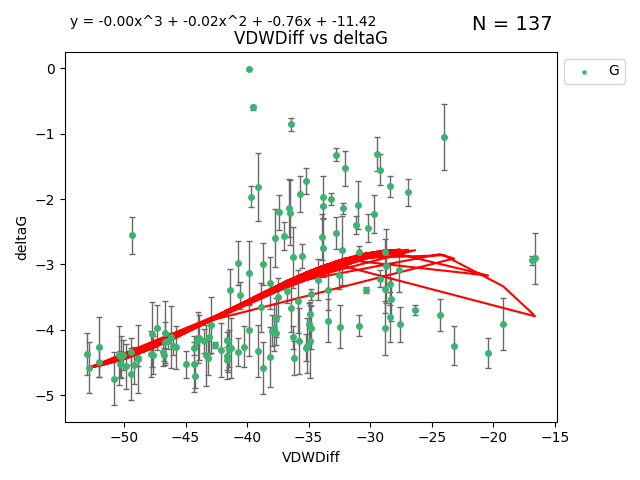 y = -0.00x^3 + -0.02x^2 + -0.76x + -11.42
N = 137
VDWDiff vs deltaG
G
deltaG
0
−1
−2
−3
−4
−5
−50 −45 −40 −35 −30 −25 −20 −15
VDWDiff